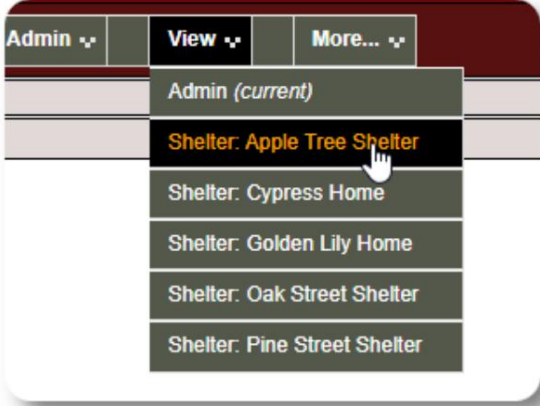 Admin View More...
Admin (current)
Shelter: Apple Tree Shelter
Shelter: Cypress Home
Shelter: Golden Lily Home
Shelter: Oak Street Shelter
Shelter: Pine Street Shelter